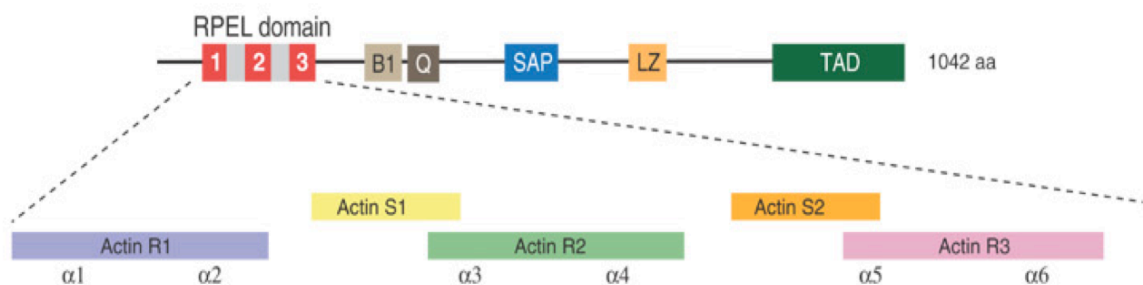 RPEL domain
1 2 3 B1 Q SAP LZ TAD 1042 aa
Actin S1 Actin S2
Actin R1 Actin R2 Actin R3
α1 α2 α3 α4 α5 α6